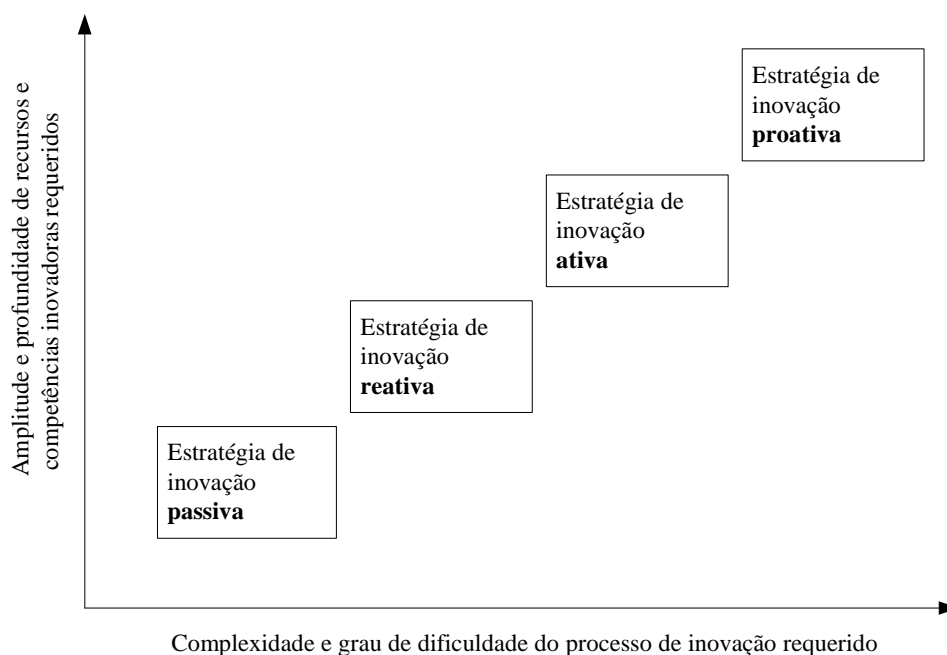 Amplitude e profundidade de recursos e
competências inovadoras requeridos
Estratégia de
inovação
proativa
Estratégia de
inovação
ativa
Estratégia de
inovação
reativa
Estratégia de
inovação
passiva
Complexidade e grau de dificuldade do processo de inovação requerido